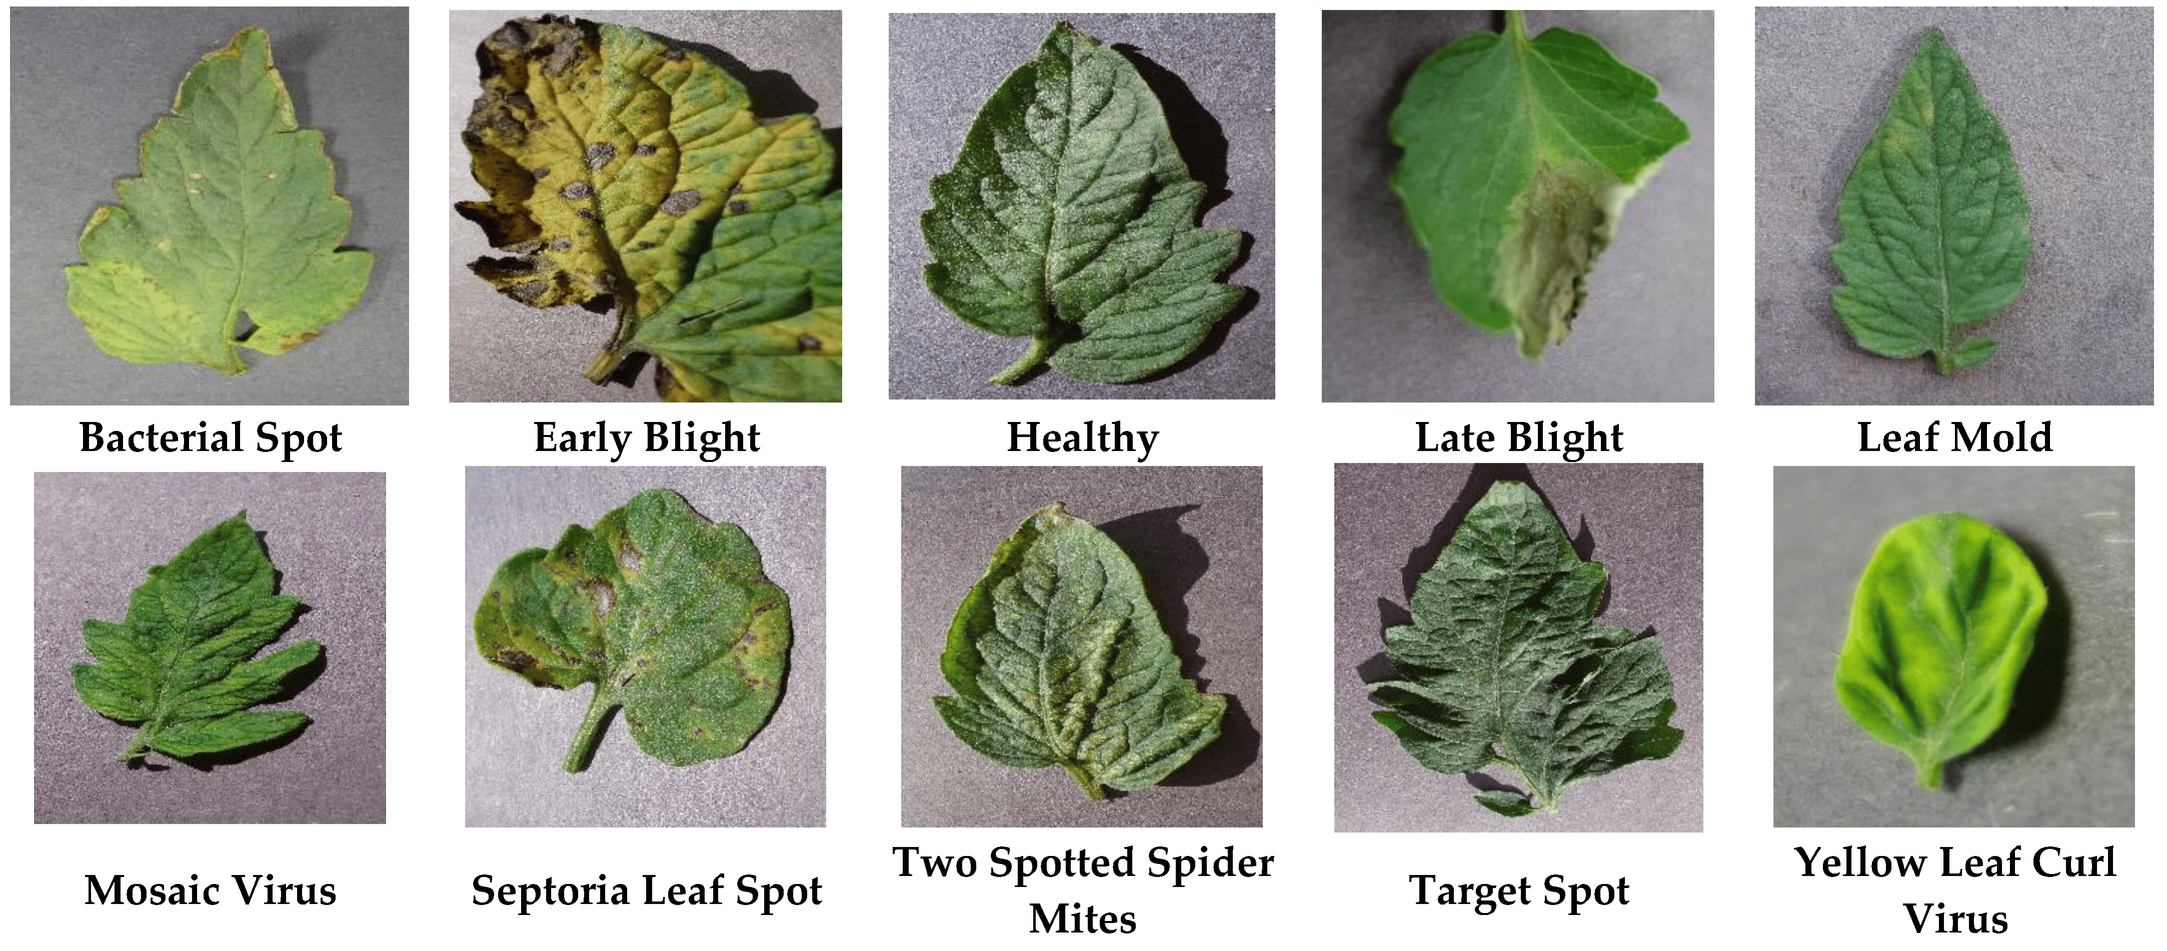 Bacterial Spot
Early Blight
Healthy
Late Blight
Leaf Mold
Mosaic Virus
Septoria Leaf Spot
Two Spotted Spider
Mites
Target Spot
Yellow Leaf Curl
Virus